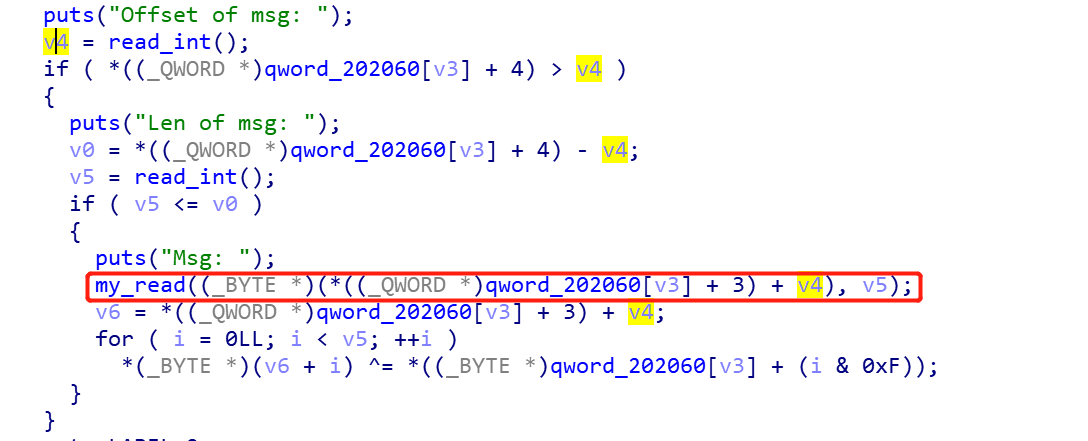 puts("Offset of msg: ");
v4 = read_int();
if ( *((_QWORD *)qword_202060[v3] + 4) > v4 )
{
puts("Len of msg: ");
v0 = *((_QWORD *)qword_202060[v3] + 4) - v4;
v5 = read_int();
if ( v5 <= v0 )
{
puts("Msg: ");
my_read((_BYTE *)(*((_QWORD *)qword_202060[v3] + 3) + v4), v5);
v6 = *((_QWORD *)qword_202060[v3] + 3) + v4;
for ( i = 0LL; i < v5; ++i )
*(_BYTE *)(v6 + i) ^= *((_BYTE *)qword_202060[v3] + (i & 0xF));
}
}